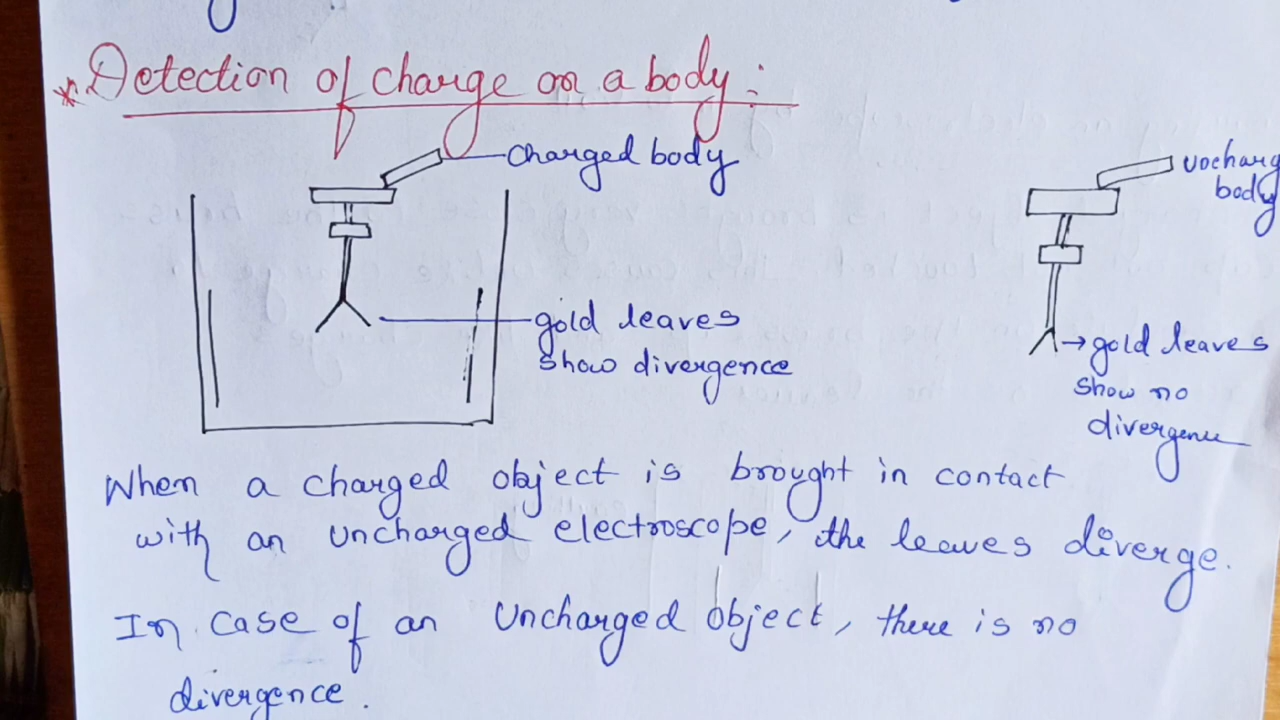 * Detection of charge on a body :
charged body
uncharg
body
gold leaves
show divergence
→ gold leaves
show no
divergence
When a charged object is brought in contact
with an uncharged electroscope, the leaves diverge.
In case of an Uncharged object, there is no
divergence.